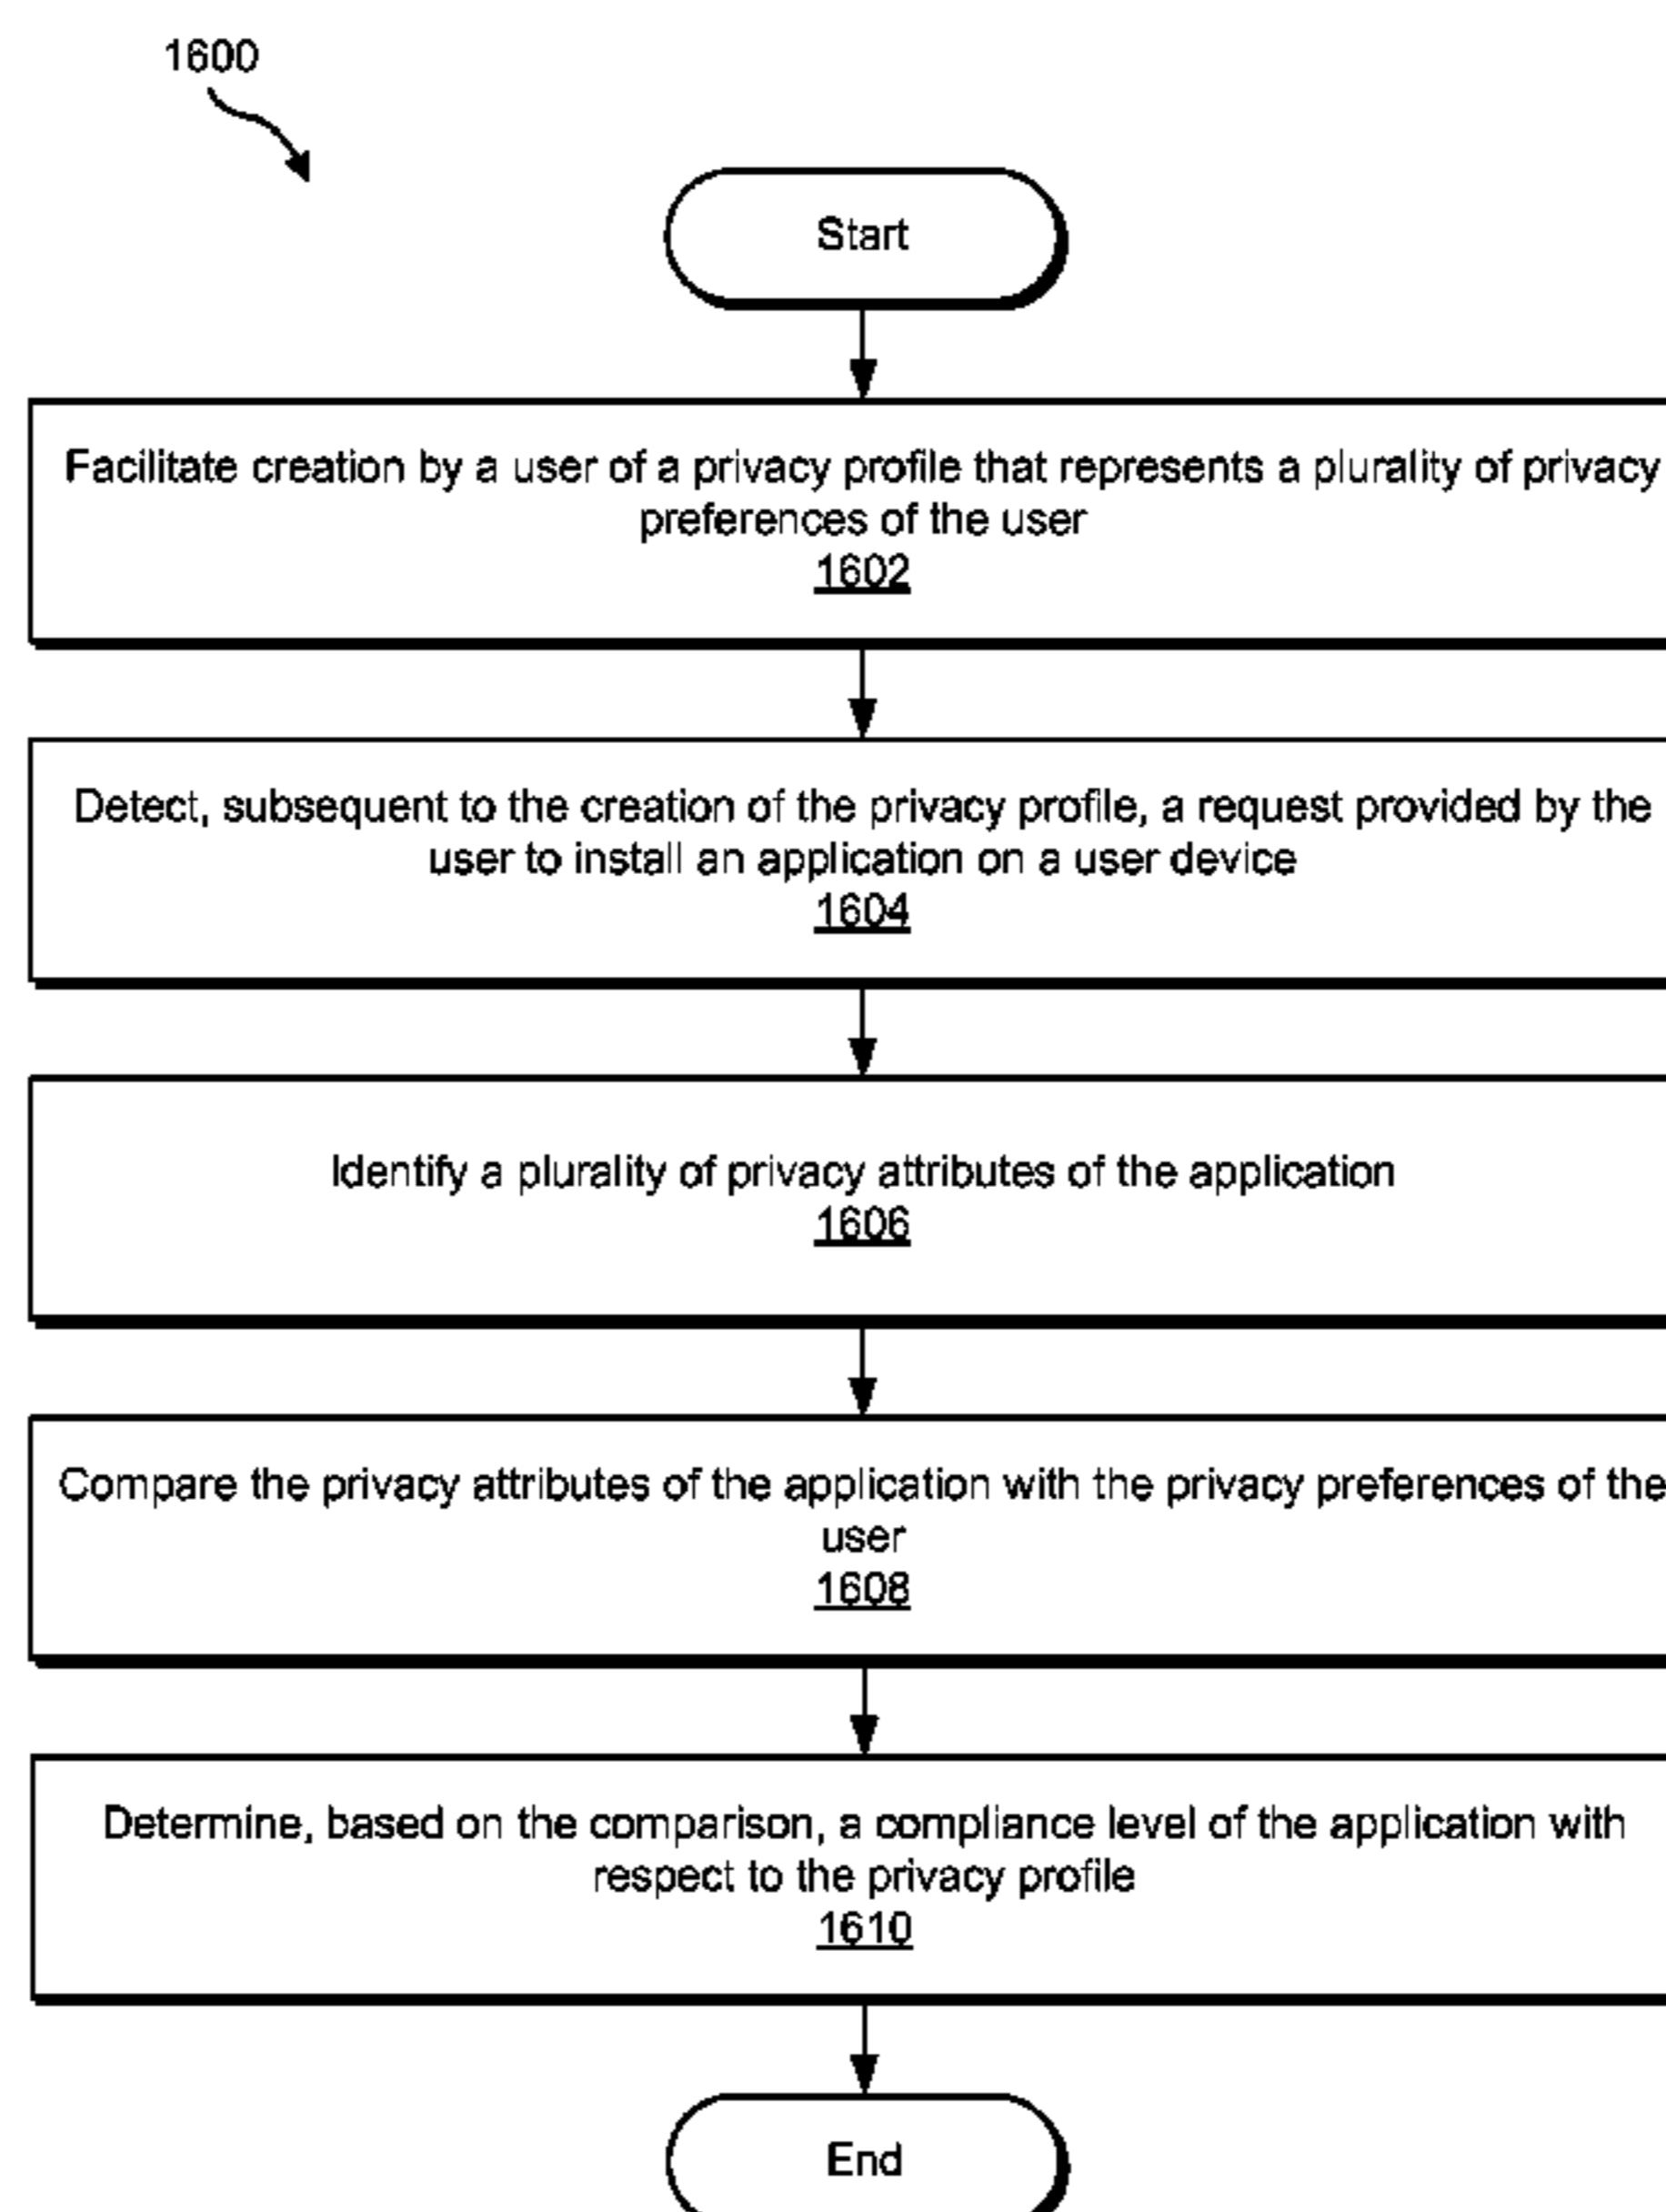 1600
Start
Facilitate creation by a user of a privacy profile that represents a plurality of privacy
preferences of the user
1602
Detect, subsequent to the creation of the privacy profile, a request provided by the
user to install an application on a user device
1604
Identify a plurality of privacy attributes of the application
1606
Compare the privacy attributes of the application with the privacy preferences of the
user
1608
Determine, based on the comparison, a compliance level of the application with
respect to the privacy profile
1610
End